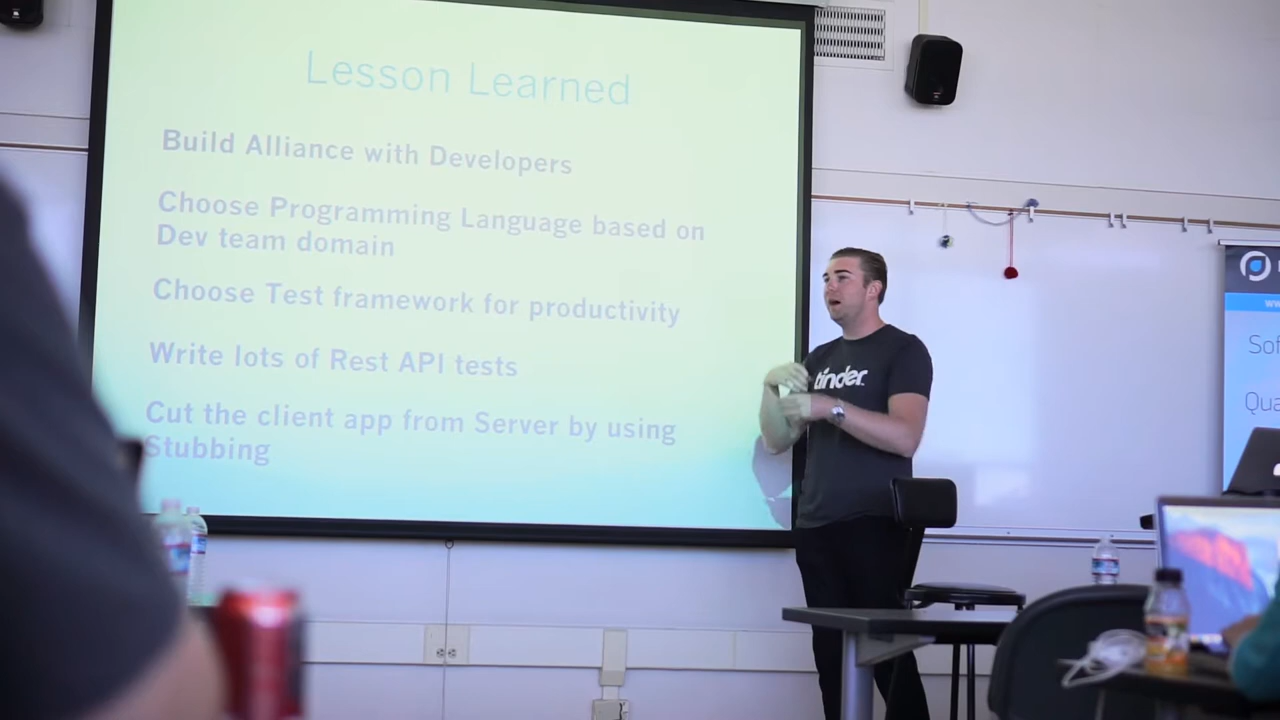 Lesson Learned
Build Alliance with Developers
Choose Programming Language based on
Dev team domain
Choose Test framework for productivity
Write lots of Rest API tests
Cut the client app from Server by using
Stubbing
tinder